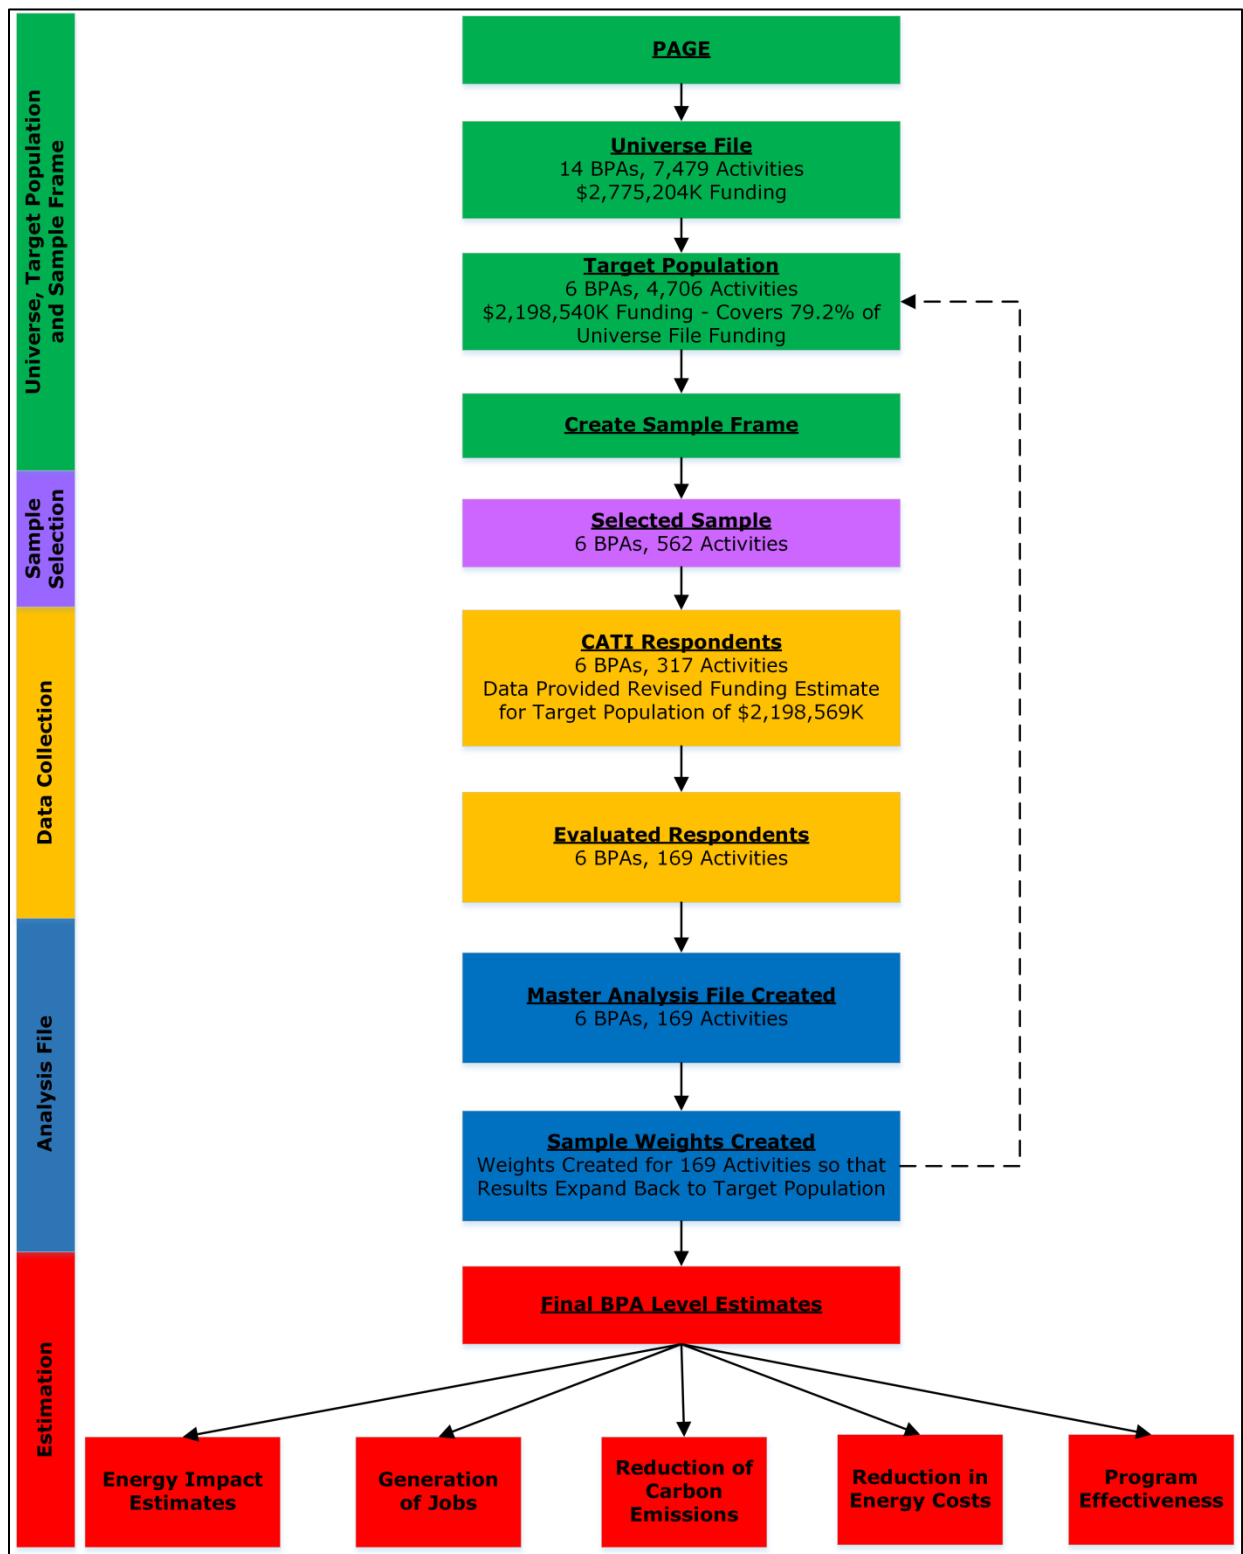 Universe, Target Population
and Sample Frame
PAGE
Universe File
14 BPAs, 7,479 Activities
$2,775,204K Funding
Target Population
6 BPAs, 4,706 Activities
$2,198,540K Funding - Covers 79.2% of
Universe File Funding
Create Sample Frame
Sample
Selection
Selected Sample
6 BPAs, 562 Activities
Data Collection
CATI Respondents
6 BPAs, 317 Activities
Data Provided Revised Funding Estimate
for Target Population of $2,198,569K
Evaluated Respondents
6 BPAs, 169 Activities
Analysis File
Master Analysis File Created
6 BPAs, 169 Activities
Sample Weights Created
Weights Created for 169 Activities so that
Results Expand Back to Target Population
Estimation
Final BPA Level Estimates
Energy Impact
Estimates
Generation
of Jobs
Reduction of
Carbon
Emissions
Reduction in
Energy Costs
Program
Effectiveness